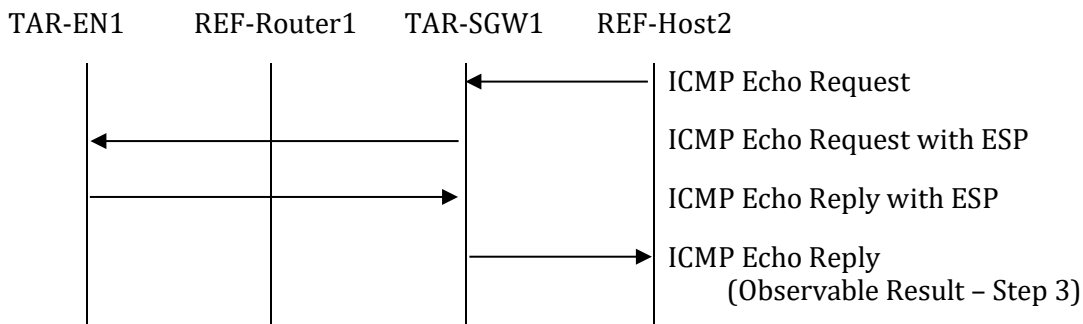 TAR-EN1 REF-Router1 TAR-SGW1 REF-Host2
ICMP Echo Request
ICMP Echo Request with ESP
ICMP Echo Reply with ESP
ICMP Echo Reply
(Observable Result – Step 3)